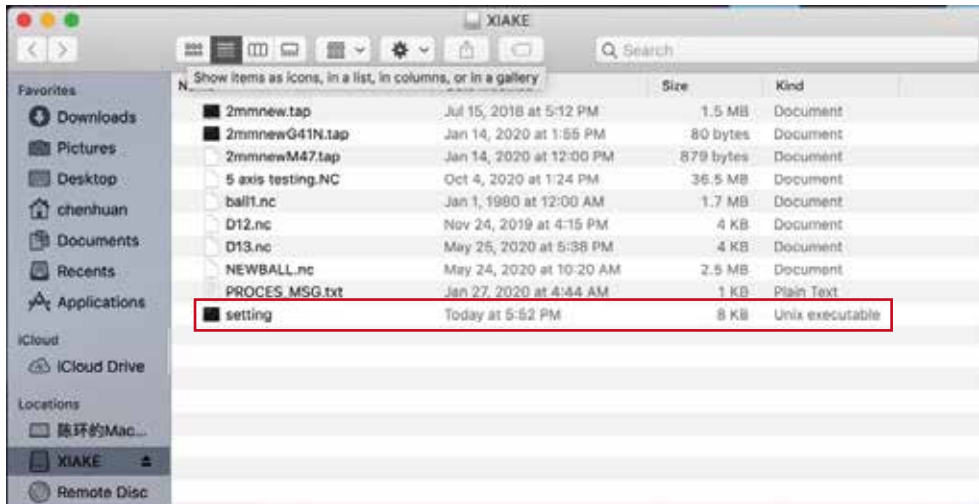 XIAKE
Search
Show items as icons, in a list, in columns, or in a gallery
Size
Kind
Favorites
Downloads
Pictures
Desktop
chenhuan
Documents
Recents
Applications
iCloud
iCloud Drive
Locations
陈环的Mac...
XIAKE
Remote Disc
2mmnew.tap Jul 15, 2018 at 5:12 PM 1.5 MB Document
2mmnewG41N.tap Jan 14, 2020 at 1:55 PM 80 bytes Document
2mmnewM47.tap Jan 14, 2020 at 12:00 PM 879 bytes Document
5 axis testing.NC Oct 4, 2020 at 1:24 PM 36.5 MB Document
ball1.nc Jan 1, 1980 at 12:00 AM 1.7 MB Document
D12.nc Nov 24, 2019 at 4:15 PM 4 KB Document
D13.nc May 25, 2020 at 5:38 PM 4 KB Document
NEWBALL.nc May 24, 2020 at 10:20 AM 2.5 MB Document
PROCES_MSG.txt Jan 27, 2020 at 4:44 AM 1 KB Plain Text
setting Today at 5:52 PM 8 KB Unix executable